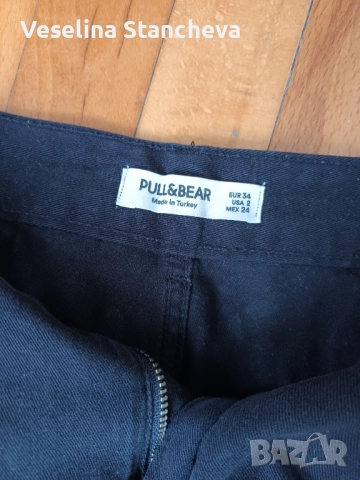 Veselina Stancheva
PULL&BEAR
Made in Turkey
EUR 34
USA 2
MEX 24
BAZAR